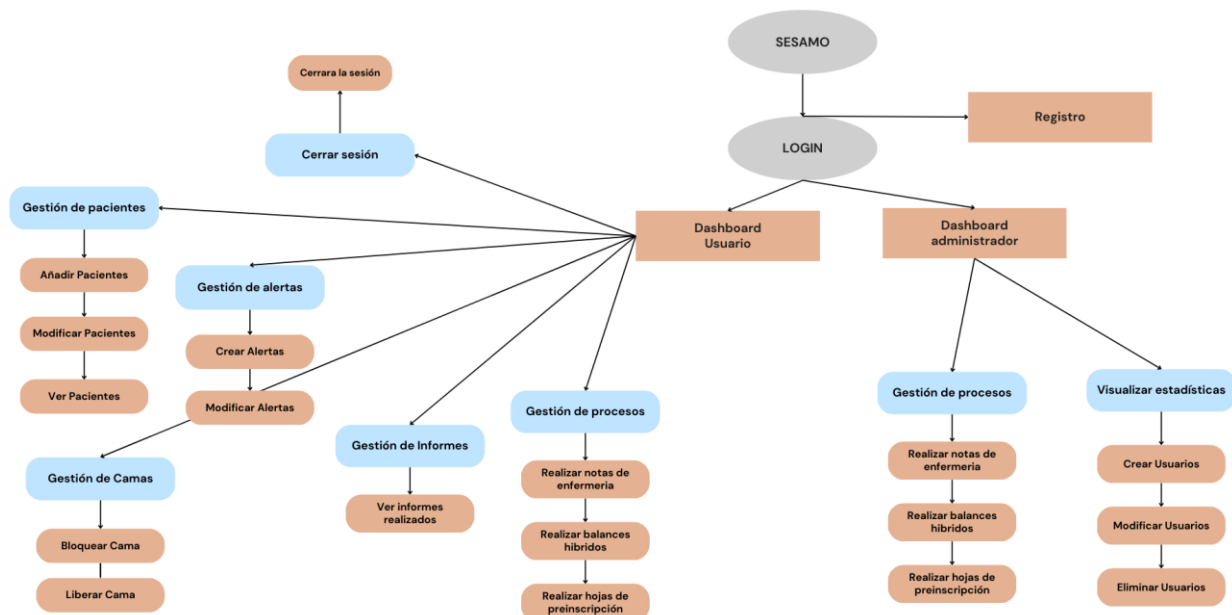 SESAMO
Cerrara la sesión
Registro
Cerrar sesión
LOGIN
Gestión de pacientes
Dashboard
Usuario
Dashboard
administrador
Añadir Pacientes
Gestión de alertas
Modificar Pacientes
Crear Alertas
Ver Pacientes
Modificar Alertas
Gestión de procesos
Gestión de procesos
Visualizar estadísticas
Gestión de Informes
Gestión de Camas
Realizar notas de
enfermeria
Realizar notas de
enfermeria
Crear Usuarios
Ver informes
realizados
Bloquear Cama
Realizar balances
hibridos
Realizar balances
hibridos
Modificar Usuarios
Liberar Cama
Realizar hojas de
preinscripción
Realizar hojas de
preinscripción
Eliminar Usuarios